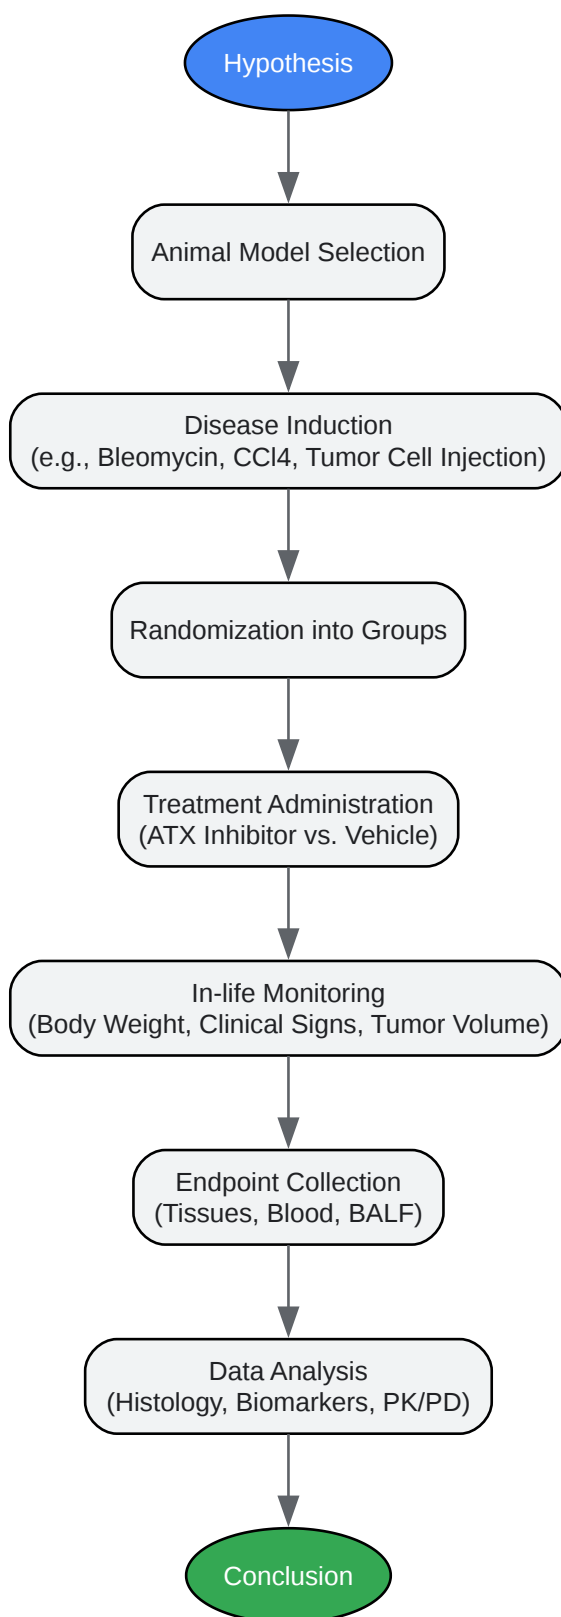 Hypothesis
Animal Model Selection
Disease Induction
(e.g., Bleomycin, CCl4, Tumor Cell Injection)
Randomization into Groups
Treatment Administration
(ATX Inhibitor vs. Vehicle)
In-life Monitoring
(Body Weight, Clinical Signs, Tumor Volume)
Endpoint Collection
(Tissues, Blood, BALF)
Data Analysis
(Histology, Biomarkers, PK/PD)
Conclusion